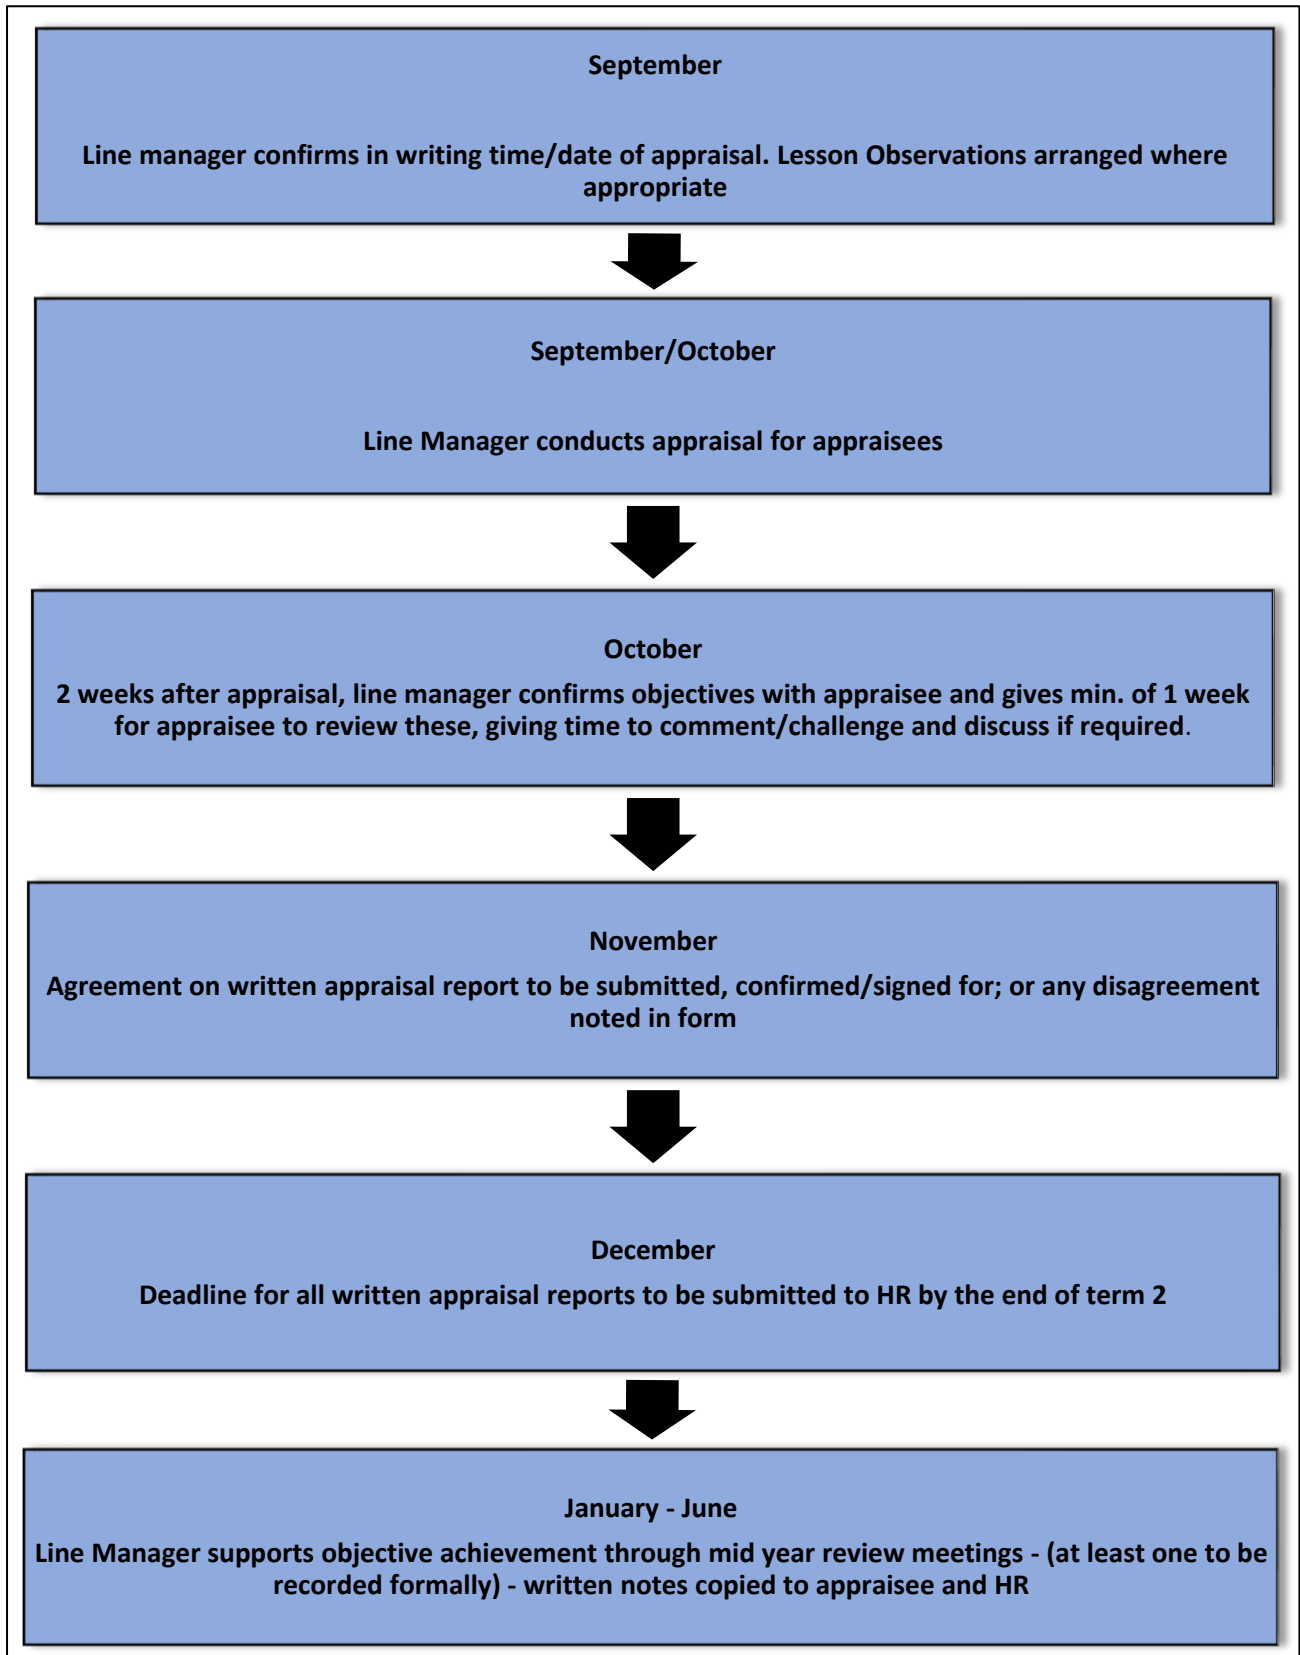 September
Line manager confirms in writing time/date of appraisal. Lesson Observations arranged where
appropriate
September/October
Line Manager conducts appraisal for appraisees
October
2 weeks after appraisal, line manager confirms objectives with appraisee and gives min. of 1 week
for appraisee to review these, giving time to comment/challenge and discuss if required.
November
Agreement on written appraisal report to be submitted, confirmed/signed for; or any disagreement
noted in form
December
Deadline for all written appraisal reports to be submitted to HR by the end of term 2
January - June
Line Manager supports objective achievement through mid year review meetings - (at least one to be
recorded formally) - written notes copied to appraisee and HR